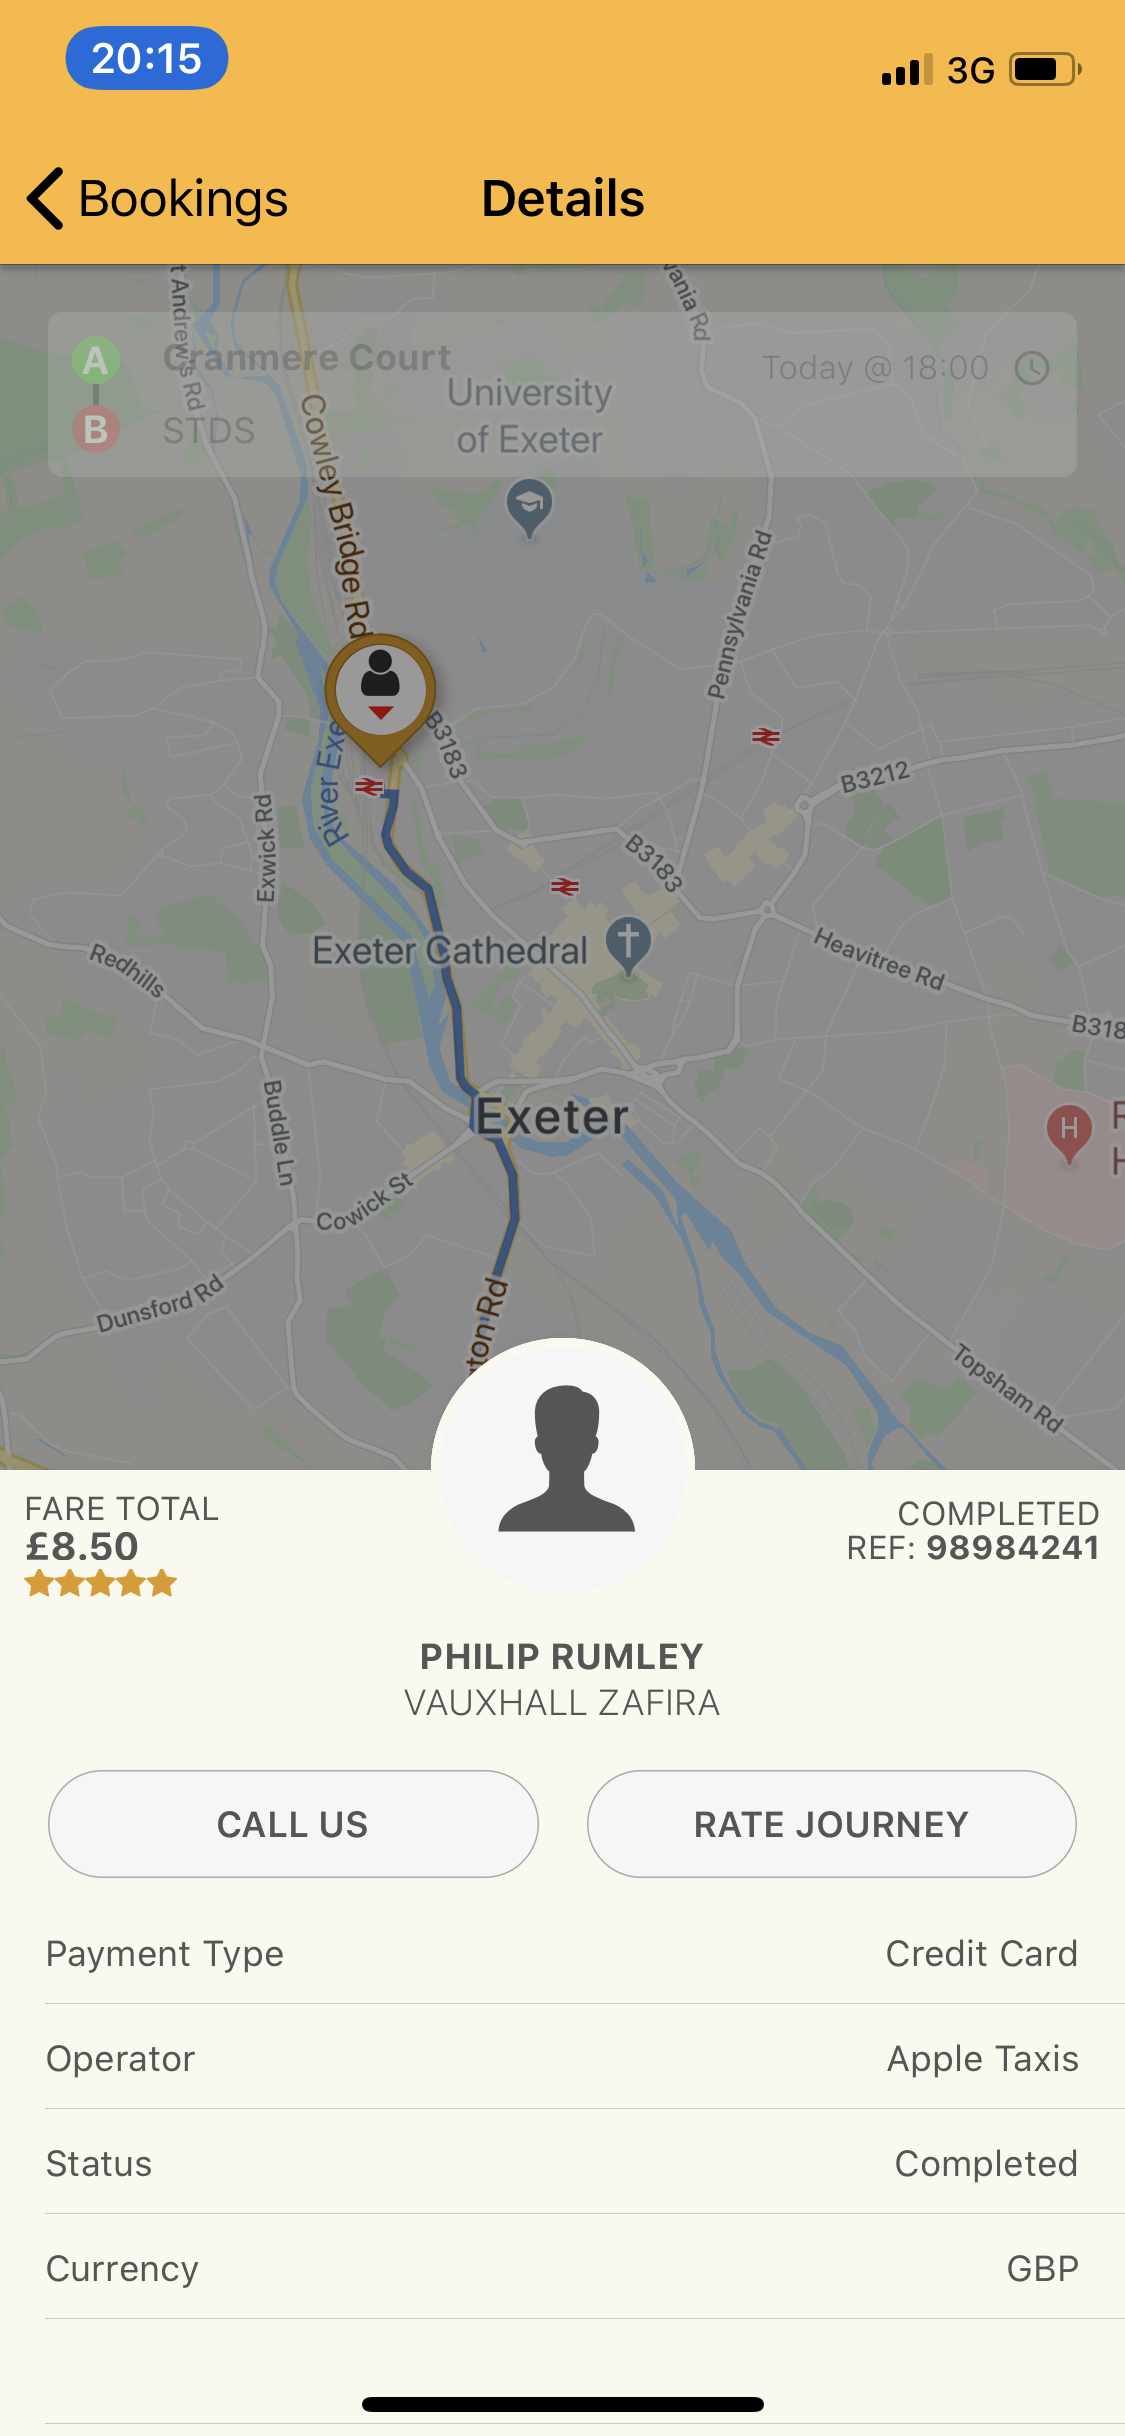 20:15
3G
Bookings
Details
t Andrew's Rd
vania Rd
A
Cranmere Court
Today @ 18:00
B
STDS
University
of Exeter
Cowley Bridge Rd
Pennsylvania Rd
B3183
B3212
River Exe
Exwick Rd
B3183
Exeter Cathedral
Redhills
Heavitree Rd
B318
Buddle Ln
Exeter
H
R
H
Cowick St
Dunsford Rd
ton Rd
Topsham Rd
FARE TOTAL
£8.50
COMPLETED
REF: 98984241
PHILIP RUMLEY
VAUXHALL ZAFIRA
CALL US
RATE JOURNEY
Payment Type
Credit Card
Operator
Apple Taxis
Status
Completed
Currency
GBP